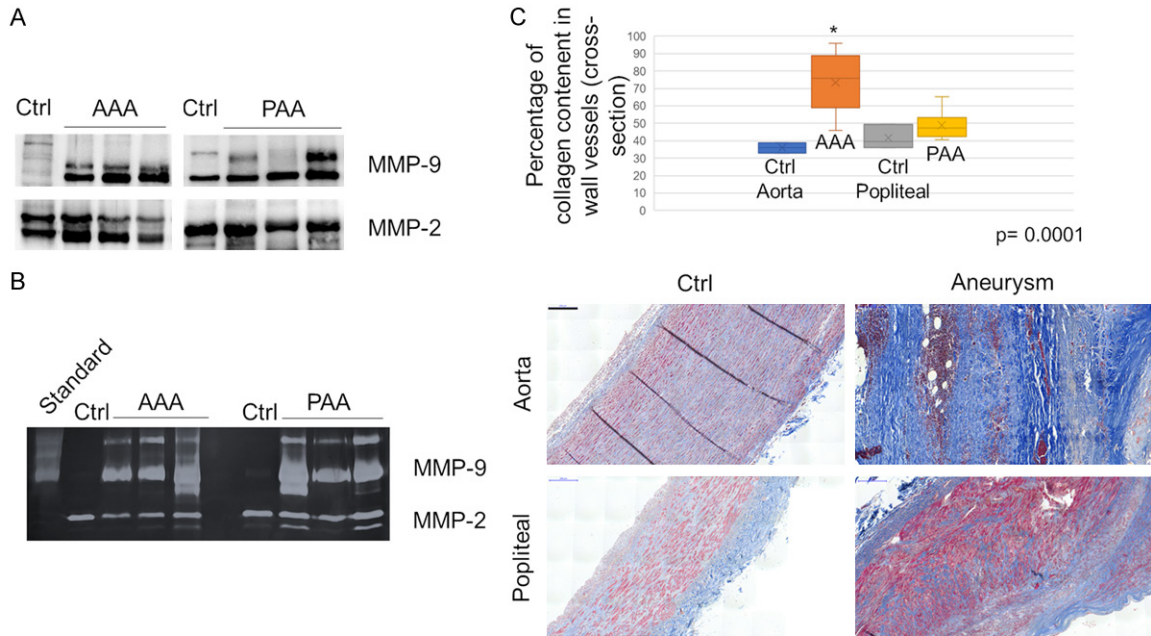 A
Ctrl AAA Ctrl PAA
MMP-9
MMP-2
B
Standard Ctrl AAA Ctrl PAA
MMP-9
MMP-2
C
Percentage of
collagen contenent in
wall vessels (cross-
section)
100
90
80
70
60
50
40
30
20
10
0
*
Ctrl
Aorta
AAA
Ctrl
Popliteal
PAA
p= 0.0001
Ctrl Aneurysm
Aorta
Popliteal